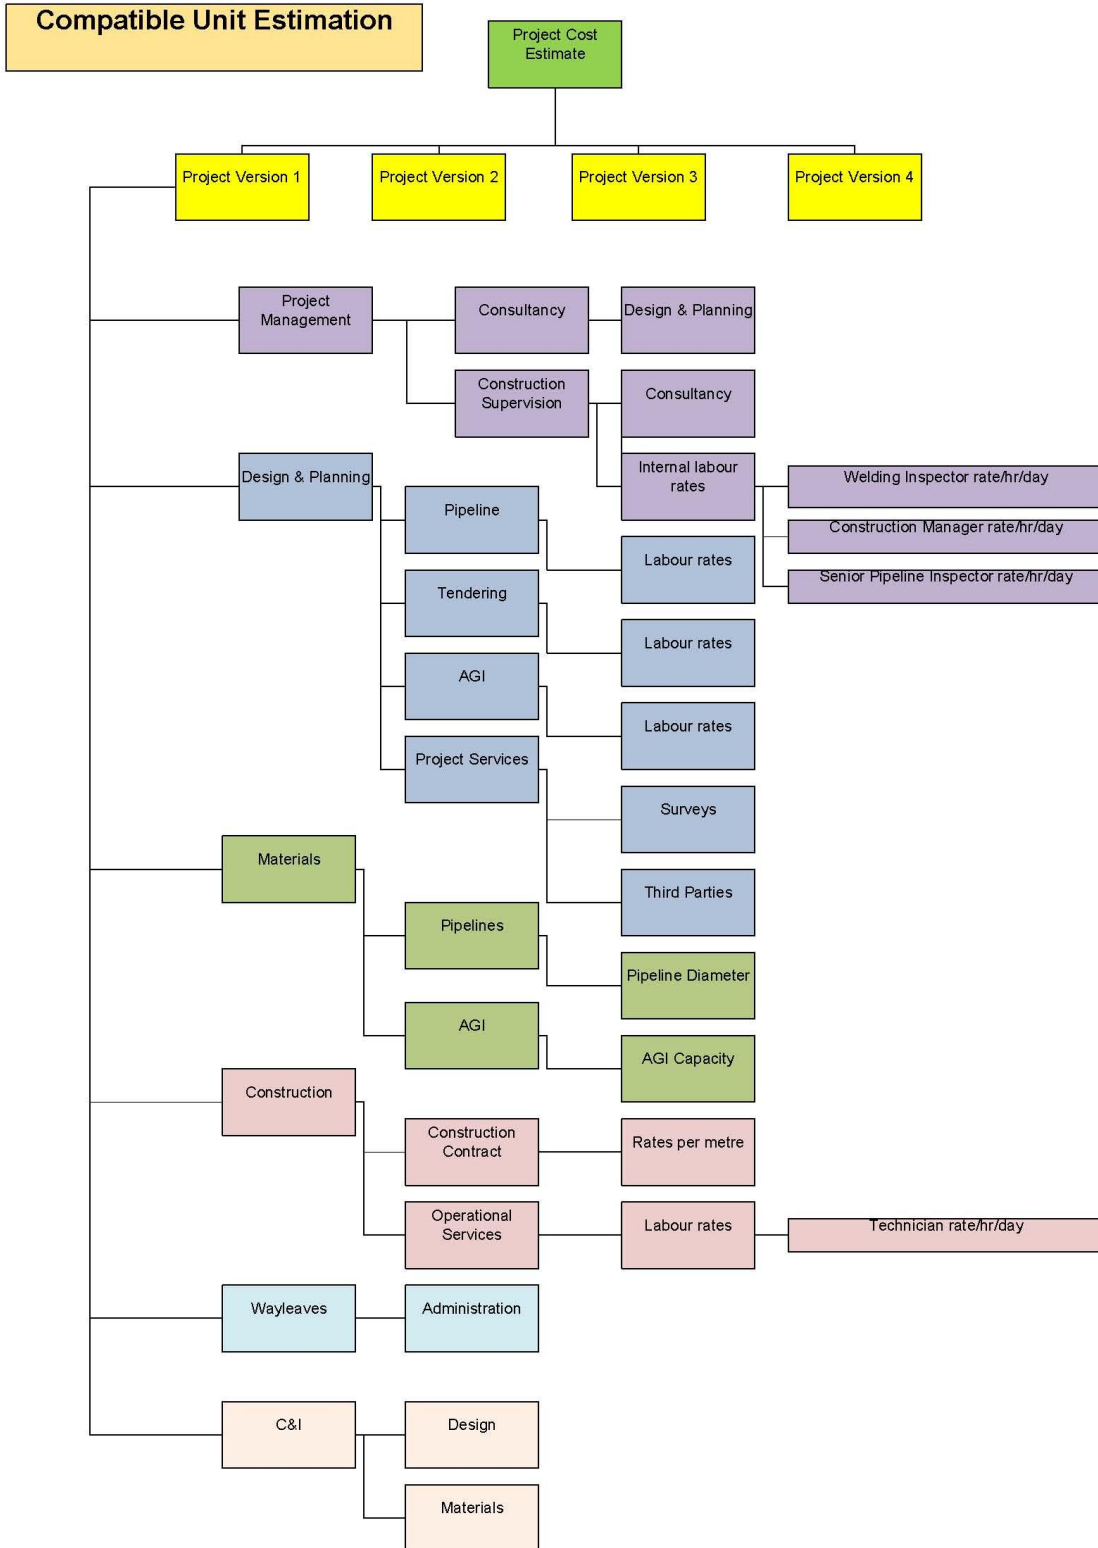 Compatible Unit Estimation
Project Cost
Estimate
Project Version 1
Project Version 2
Project Version 3
Project Version 4
Project
Management
Consultancy
Design & Planning
Construction
Supervision
Consultancy
Internal labour
rates
Welding Inspector rate/hr/day
Construction Manager rate/hr/day
Senior Pipeline Inspector rate/hr/day
Design & Planning
Pipeline
Labour rates
Tendering
Labour rates
AGI
Labour rates
Project Services
Surveys
Third Parties
Materials
Pipelines
Pipeline Diameter
AGI
AGI Capacity
Construction
Construction
Contract
Rates per metre
Operational
Services
Labour rates
Technician rate/hr/day
Wayleaves
Administration
C&I
Design
Materials